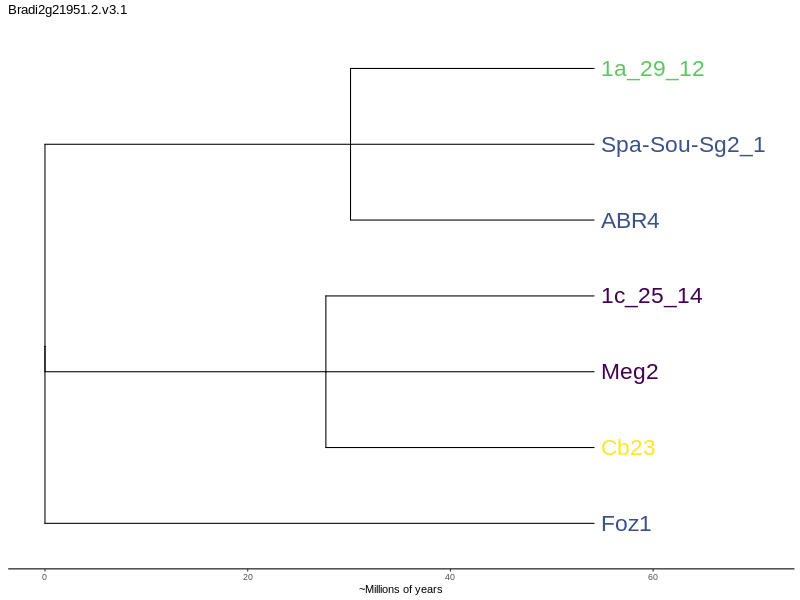 Bradi2g21951.2.v3.1
1a_29_12
Spa-Sou-Sg2_1
ABR4
1c_25_14
Meg2
Cb23
Foz1
0 20 40 60
~Millions of years